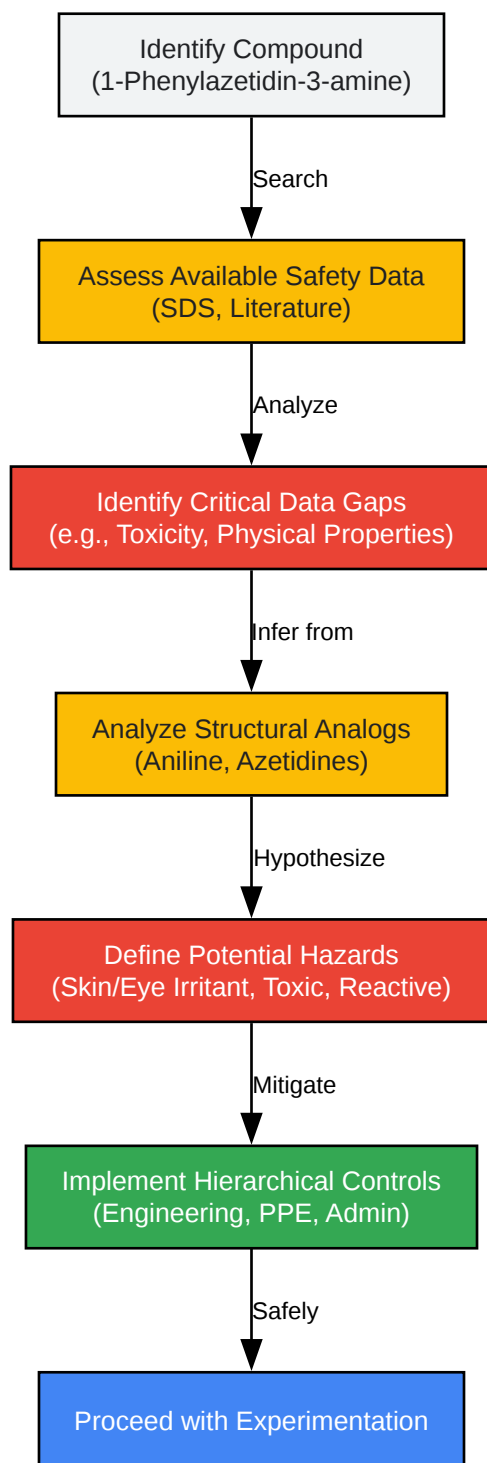 Identify Compound
(1-Phenylazetidin-3-amine)
Search
Assess Available Safety Data
(SDS, Literature)
Analyze
Identify Critical Data Gaps
(e.g., Toxicity, Physical Properties)
Infer from
Analyze Structural Analogs
(Aniline, Azetidines)
Hypothesize
Define Potential Hazards
(Skin/Eye Irritant, Toxic, Reactive)
Mitigate
Implement Hierarchical Controls
(Engineering, PPE, Admin)
Safely
Proceed with Experimentation